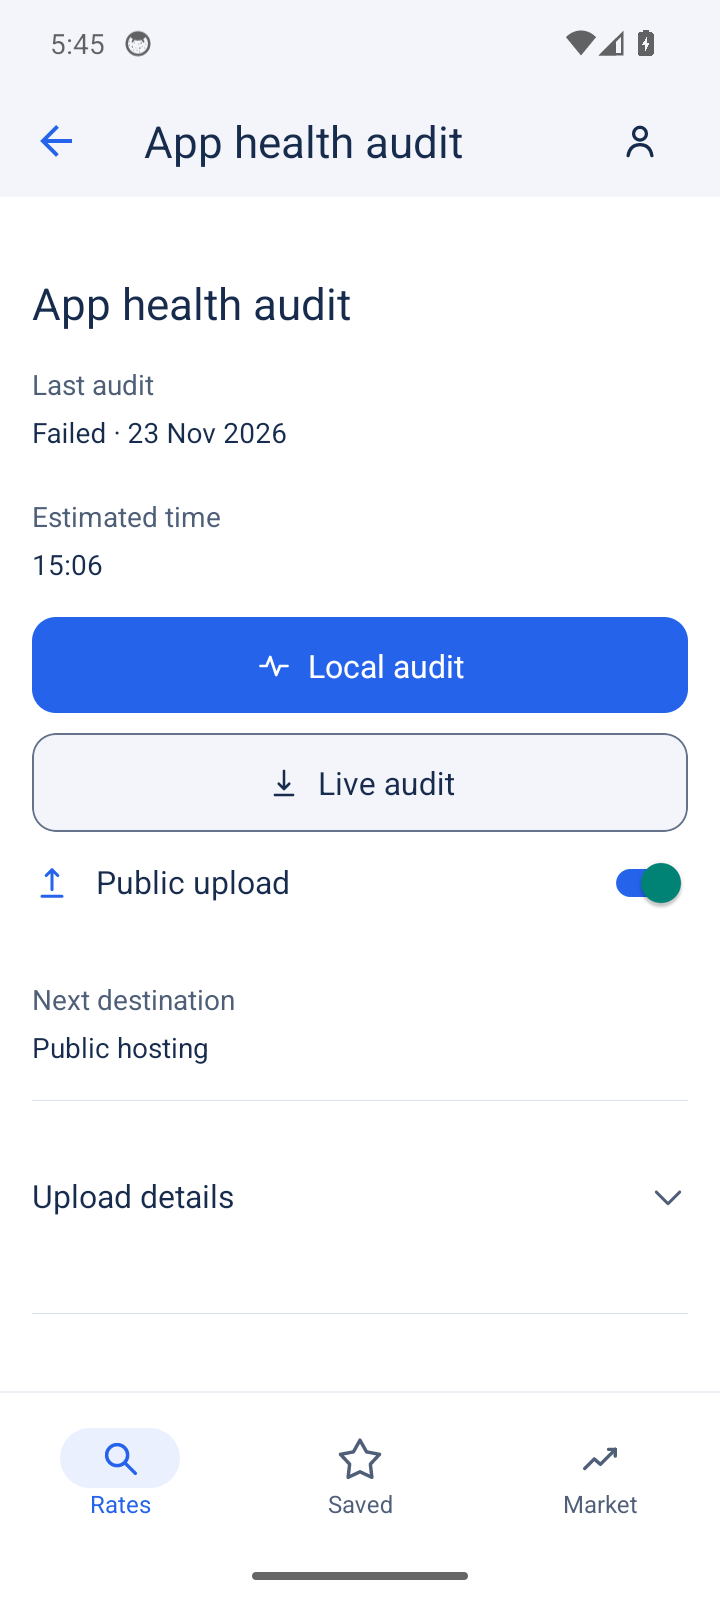 5:45
App health audit
App health audit
Last audit
Failed · 23 Nov 2026
Estimated time
15:06
Local audit
Live audit
Public upload
Next destination
Public hosting
Upload details
Rates
Saved
Market